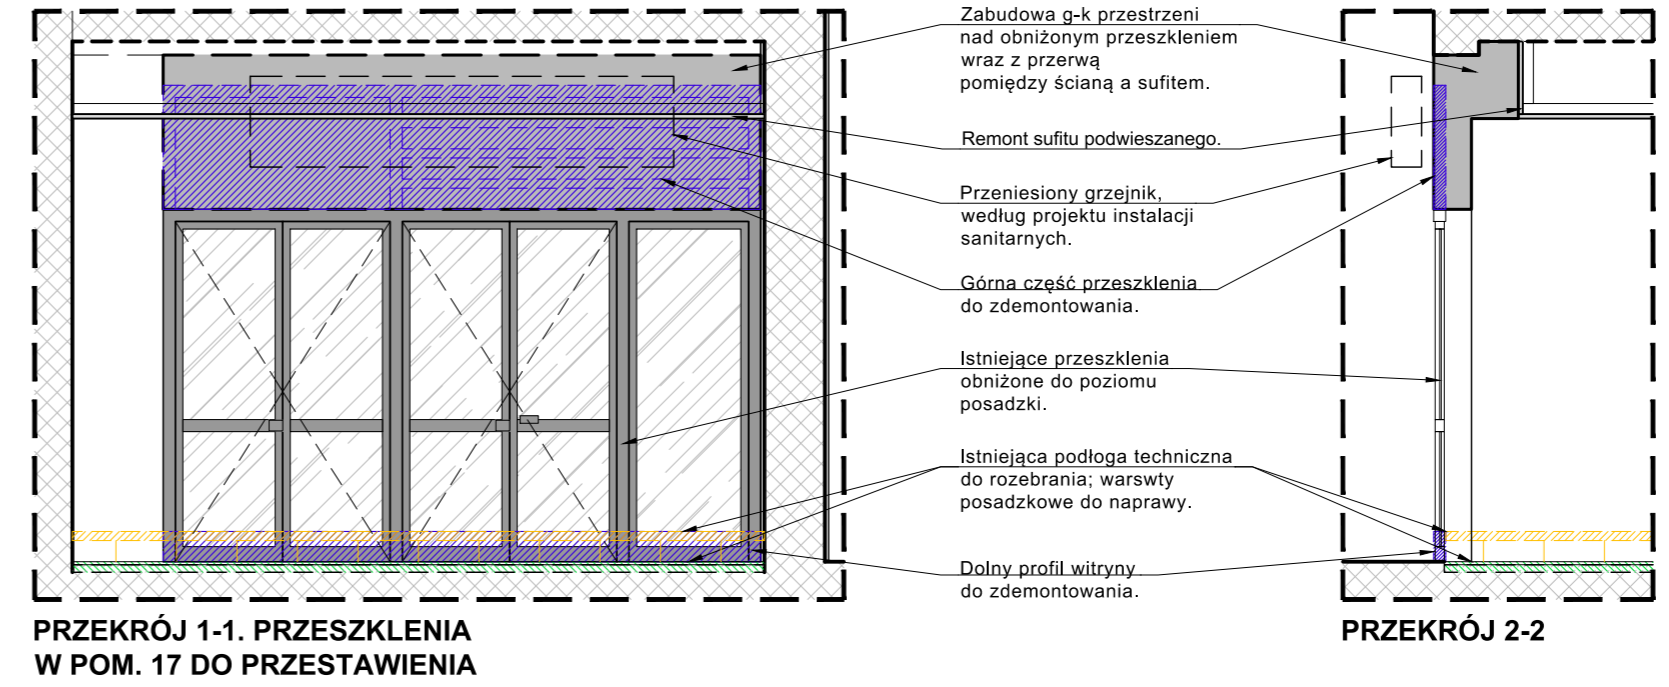 Zabudowa g-k przestrzeni
nad obniżonym przeszkleniem
wraz z przerwą
pomiędzy ścianą a sufitem.
Remont sufitu podwieszanego.
Przeniesiony grzejnik,
według projektu instalacji
sanitarnych.
Górna część przeszklenia
do zdemontowania.
Istniejące przeszklenia
obniżone do poziomu
posadzki.
Istniejąca podłoga techniczna
do rozebrania; warswty
posadzkowe do naprawy.
Dolny profil witryny
do zdemontowania.
PRZEKRÓJ 1-1. PRZESZKLENIA
W POM. 17 DO PRZESTAWIENIA
PRZEKRÓJ 2-2